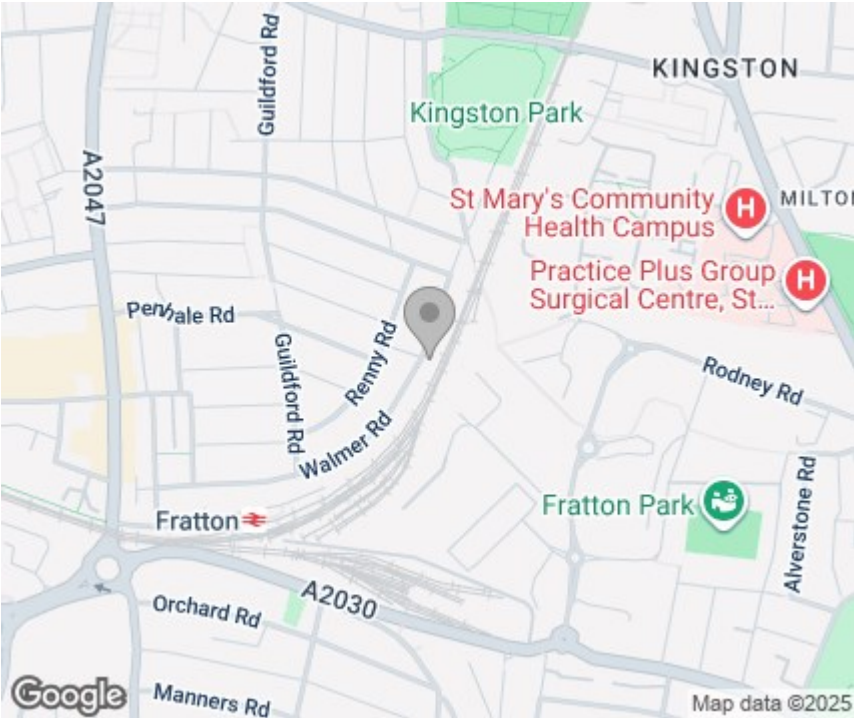 Guildford Rd
KINGSTON
Kingston Park
A2047
St Mary's Community
Health Campus
H
MILTON
Practice Plus Group
Surgical Centre, St...
H
Penhale Rd
Guildford Rd
Renny Rd
Rodney Rd
Walmer Rd
Fratton
Fratton Park
Alverstone Rd
A2030
Orchard Rd
Manners Rd
Google
Map data ©2025